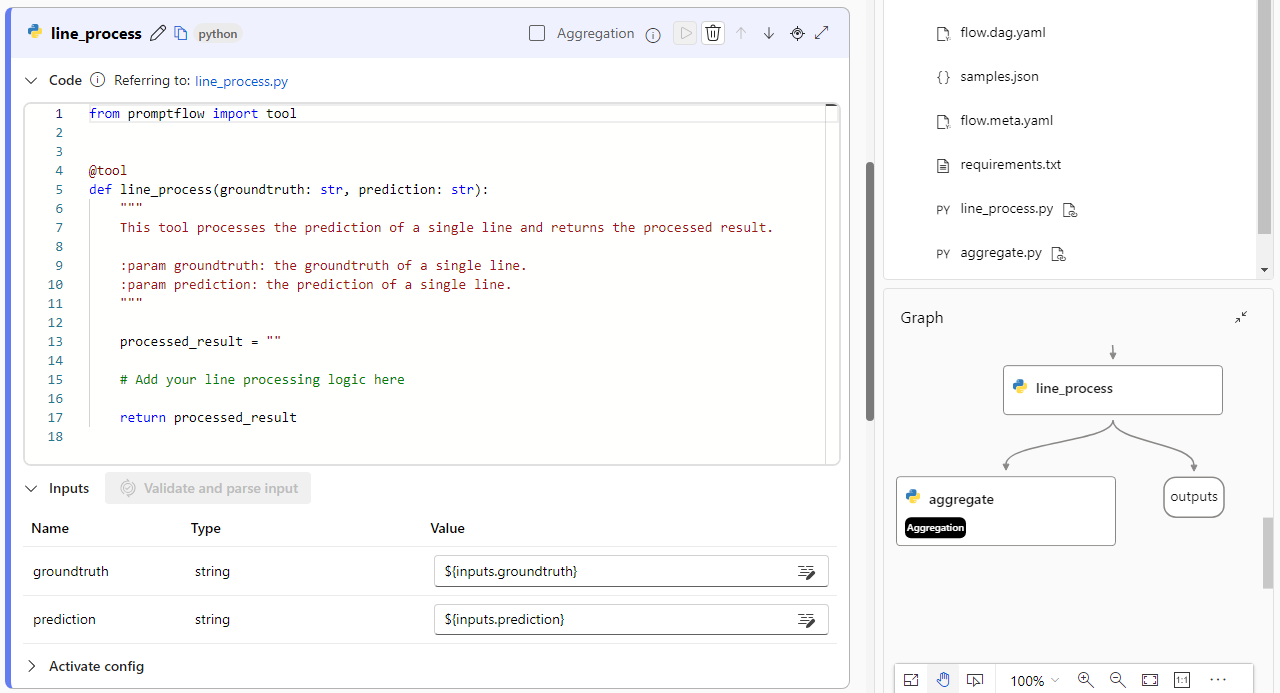 line_process python Aggregation
Code Referring to: line_process.py
1 from promptflow import tool
2
3
4 @tool
5 def line_process(groundtruth: str, prediction: str):
6 """
7 This tool processes the prediction of a single line and returns the processed result.
8
9 :param groundtruth: the groundtruth of a single line.
10 :param prediction: the prediction of a single line.
11 """
12
13 processed_result = ""
14
15 # Add your line processing logic here
16
17 return processed_result
18
Inputs Validate and parse input
Name Type Value
groundtruth string ${inputs.groundtruth}
prediction string ${inputs.prediction}
Activate config
flow.dag.yaml
{} samples.json
flow.meta.yaml
requirements.txt
PY line_process.py
PY aggregate.py
Graph
line_process
aggregate
Aggregation
outputs
100% 1:1 ...